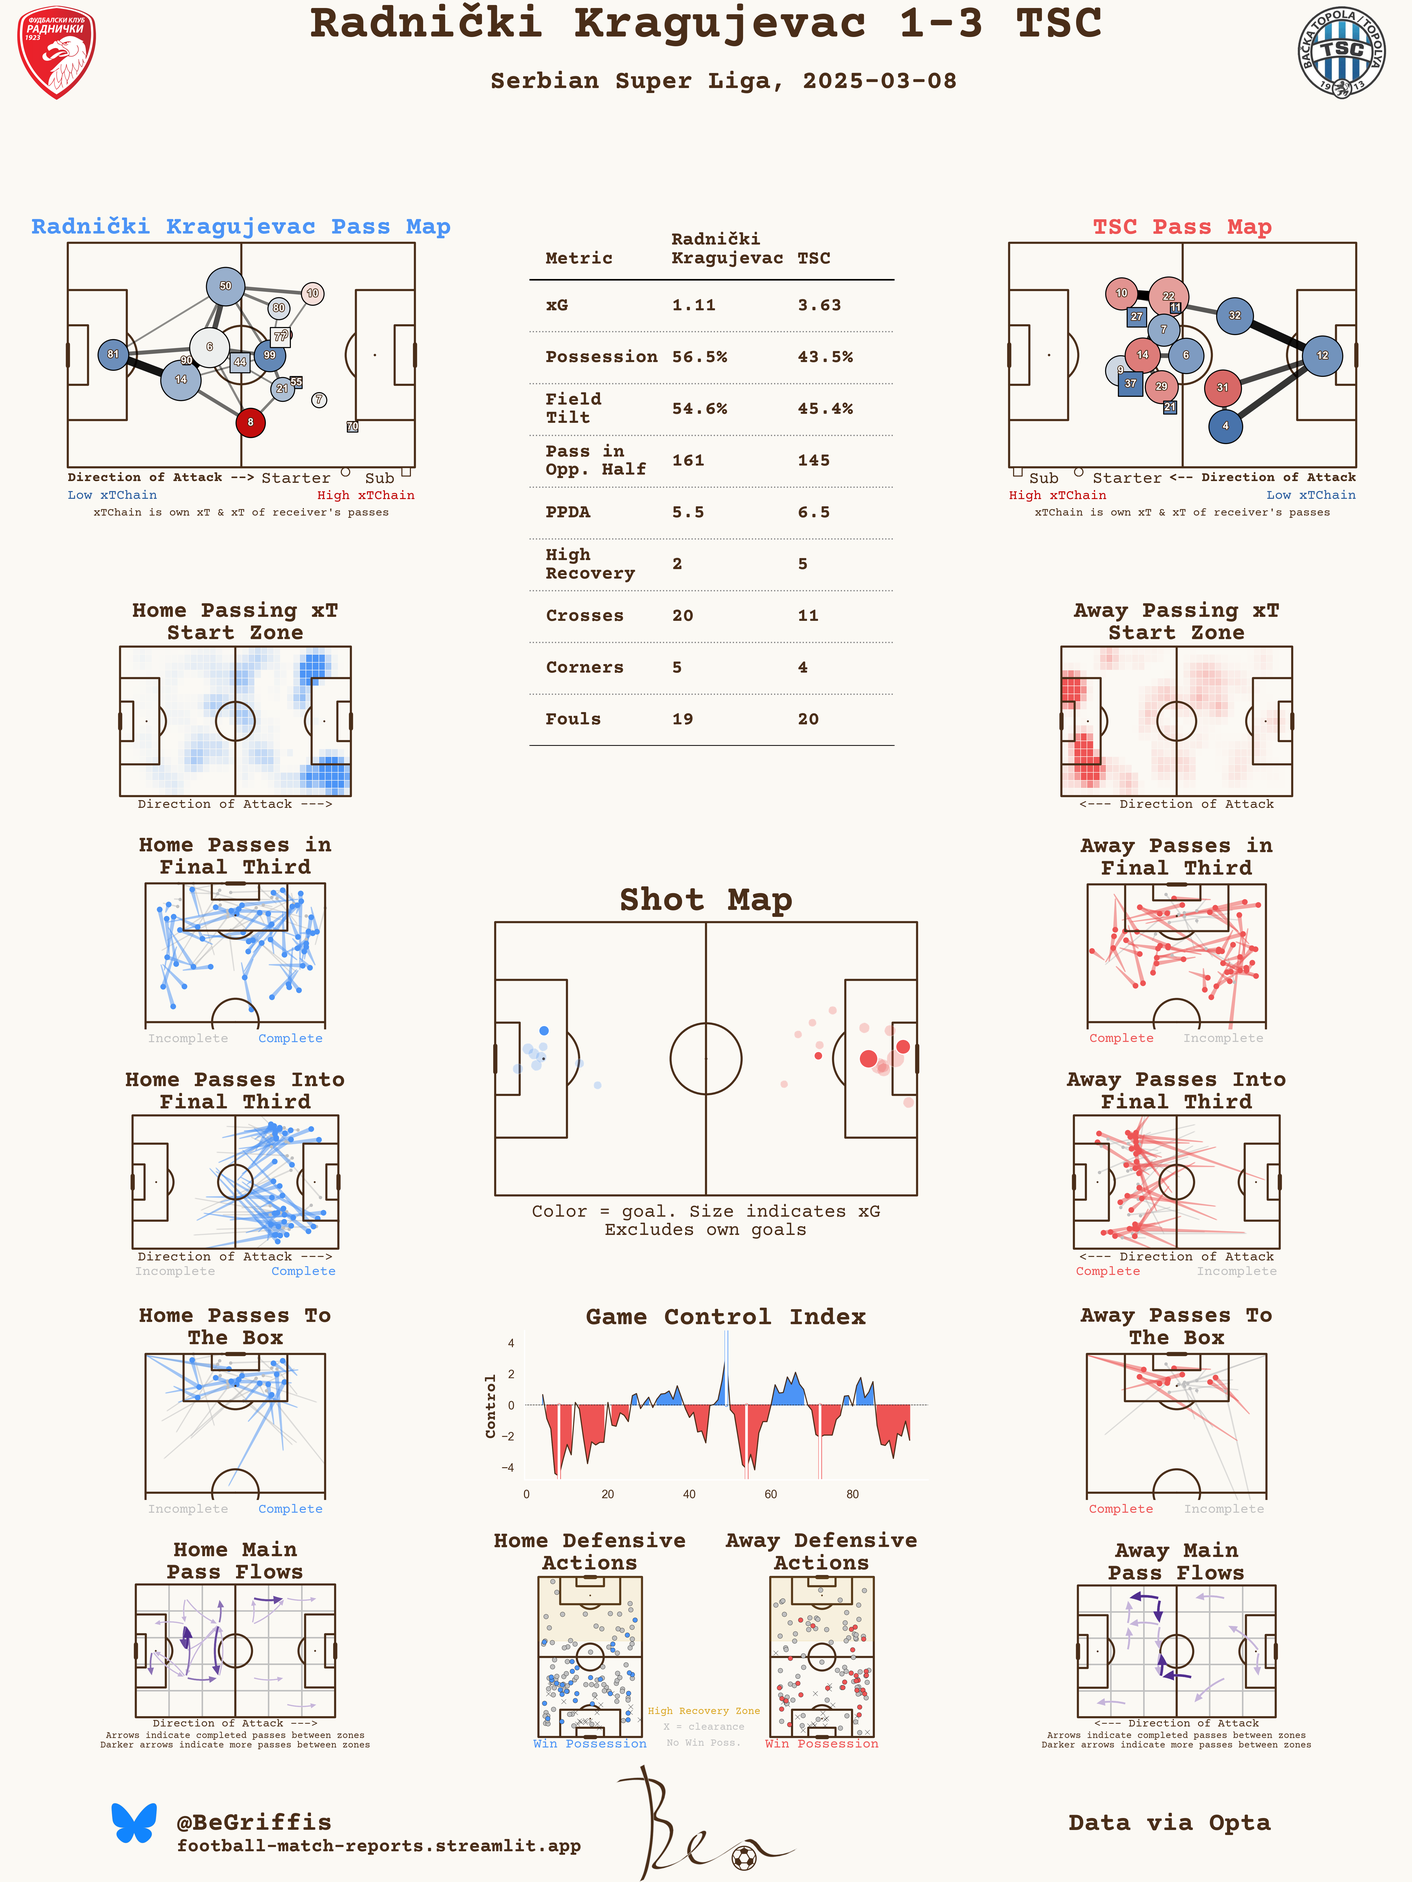 Radnički Kragujevac 1-3 TSC
Serbian Super Liga, 2025-03-08
ФУДБАЛСКИ КЛУБ
РАДНИЧКИ
1923
BAČKA TOPOLA / TOPOLYA
TSC
19 13
Radnički Kragujevac Pass Map
50
10
80
77
6
81
90
44
99
14
21
55
7
8
70
Direction of Attack --> Starter Sub
Low xTChain High xTChain
xTChain is own xT & xT of receiver's passes
Metric Radnički Kragujevac TSC
xG 1.11 3.63
Possession 56.5% 43.5%
Field Tilt 54.6% 45.4%
Pass in Opp. Half 161 145
PPDA 5.5 6.5
High Recovery 2 5
Crosses 20 11
Corners 5 4
Fouls 19 20
TSC Pass Map
10
22
11
27
32
7
14
6
12
9
37
29
31
21
4
Sub Starter <-- Direction of Attack
High xTChain Low xTChain
xTChain is own xT & xT of receiver's passes
Home Passing xT
Start Zone
Direction of Attack --->
Away Passing xT
Start Zone
<--- Direction of Attack
Home Passes in
Final Third
Incomplete Complete
Away Passes in
Final Third
Complete Incomplete
Shot Map
Color = goal. Size indicates xG
Excludes own goals
Home Passes Into
Final Third
Direction of Attack --->
Incomplete Complete
Away Passes Into
Final Third
<--- Direction of Attack
Complete Incomplete
Home Passes To
The Box
Incomplete Complete
Game Control Index
Control
4
2
0
−2
−4
0 20 40 60 80
Away Passes To
The Box
Complete Incomplete
Home Main
Pass Flows
Direction of Attack --->
Arrows indicate completed passes between zones
Darker arrows indicate more passes between zones
Home Defensive
Actions
Win Possession
Away Defensive
Actions
Win Possession
High Recovery Zone
X = clearance
No Win Poss.
Away Main
Pass Flows
<--- Direction of Attack
Arrows indicate completed passes between zones
Darker arrows indicate more passes between zones
@BeGriffis
football-match-reports.streamlit.app
Ben
Data via Opta